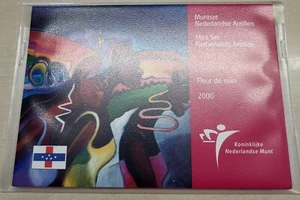 Muntset
Nederlandse Antillen
Mint Set
Netherlands Antilles
Fleur de coin
2000
Koninklijke
Nederlandse Munt